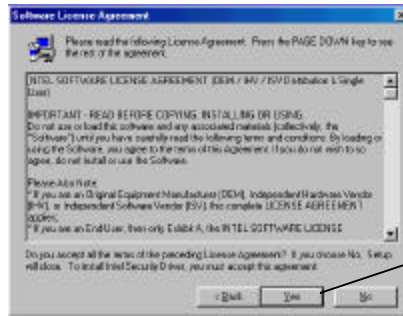 Software License Agreement
Please read the following License Agreement. Press the PAGE DOWN key to see
the rest of the agreement.
INTEL SOFTWARE LICENSE AGREEMENT (OEM / IHV / ISV Distribution & Single
User)
IMPORTANT - READ BEFORE COPYING, INSTALLING OR USING.
Do not use or load this software and any associated materials (collectively, the
"Software") until you have carefully read the following terms and conditions. By loading or
using the Software, you agree to the terms of this Agreement. If you do not wish to so
agree, do not install or use the Software.
Please Also Note:
* If you are an Original Equipment Manufacturer (OEM), Independent Hardware Vendor
(IHV), or Independent Software Vendor (ISV), this complete LICENSE AGREEMENT
applies;
* If you are an End-User, then only Exhibit A, the INTEL SOFTWARE LICENSE
Do you accept all the terms of the preceding License Agreement? If you choose No, Setup
will close. To install Intel Security Driver, you must accept this agreement.
< Back
Yes
No